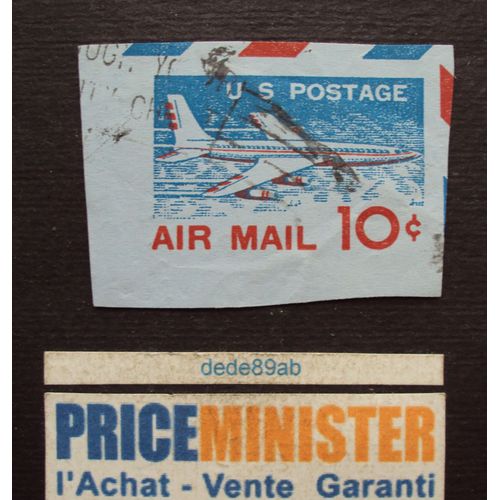 U S POSTAGE
AIR MAIL 10¢
dede89ab
PRICEMINISTER
l'Achat - Vente Garanti